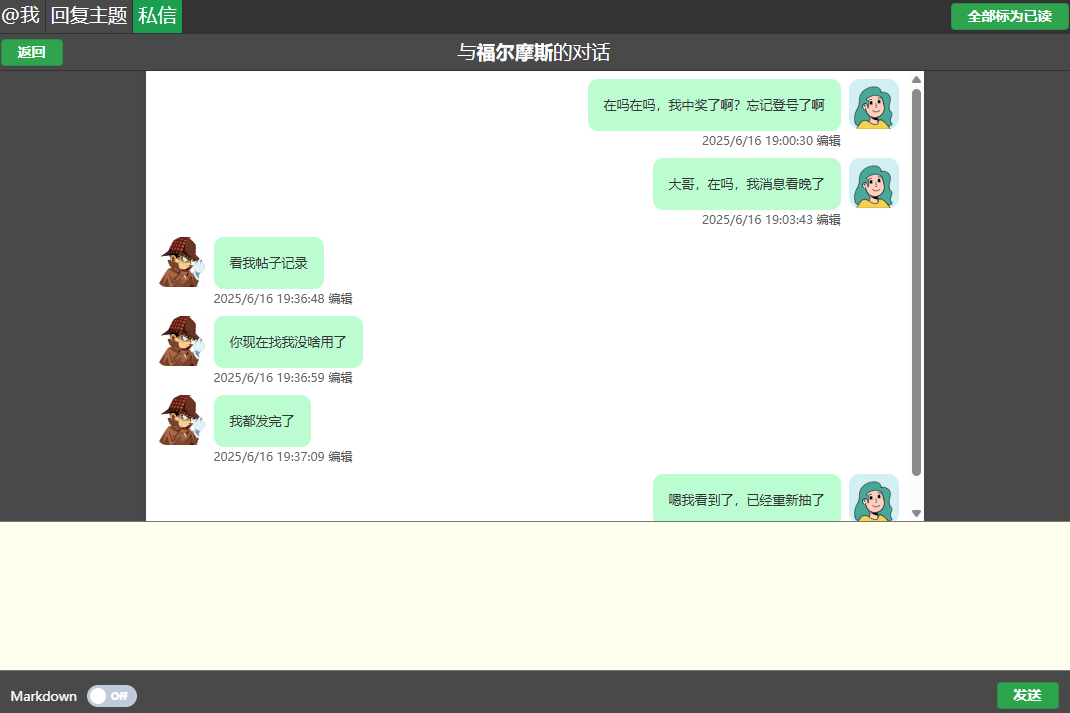 @我 回复主题 私信 全部标为已读
返回 与福尔摩斯的对话
在吗在吗，我中奖了啊？忘记登号了啊
2025/6/16 19:00:30 编辑
大哥，在吗，我消息看晚了
2025/6/16 19:03:43 编辑
看我帖子记录
2025/6/16 19:36:48 编辑
你现在找我没啥用了
2025/6/16 19:36:59 编辑
我都发完了
2025/6/16 19:37:09 编辑
嗯我看到了，已经重新抽了
Markdown Off 发送